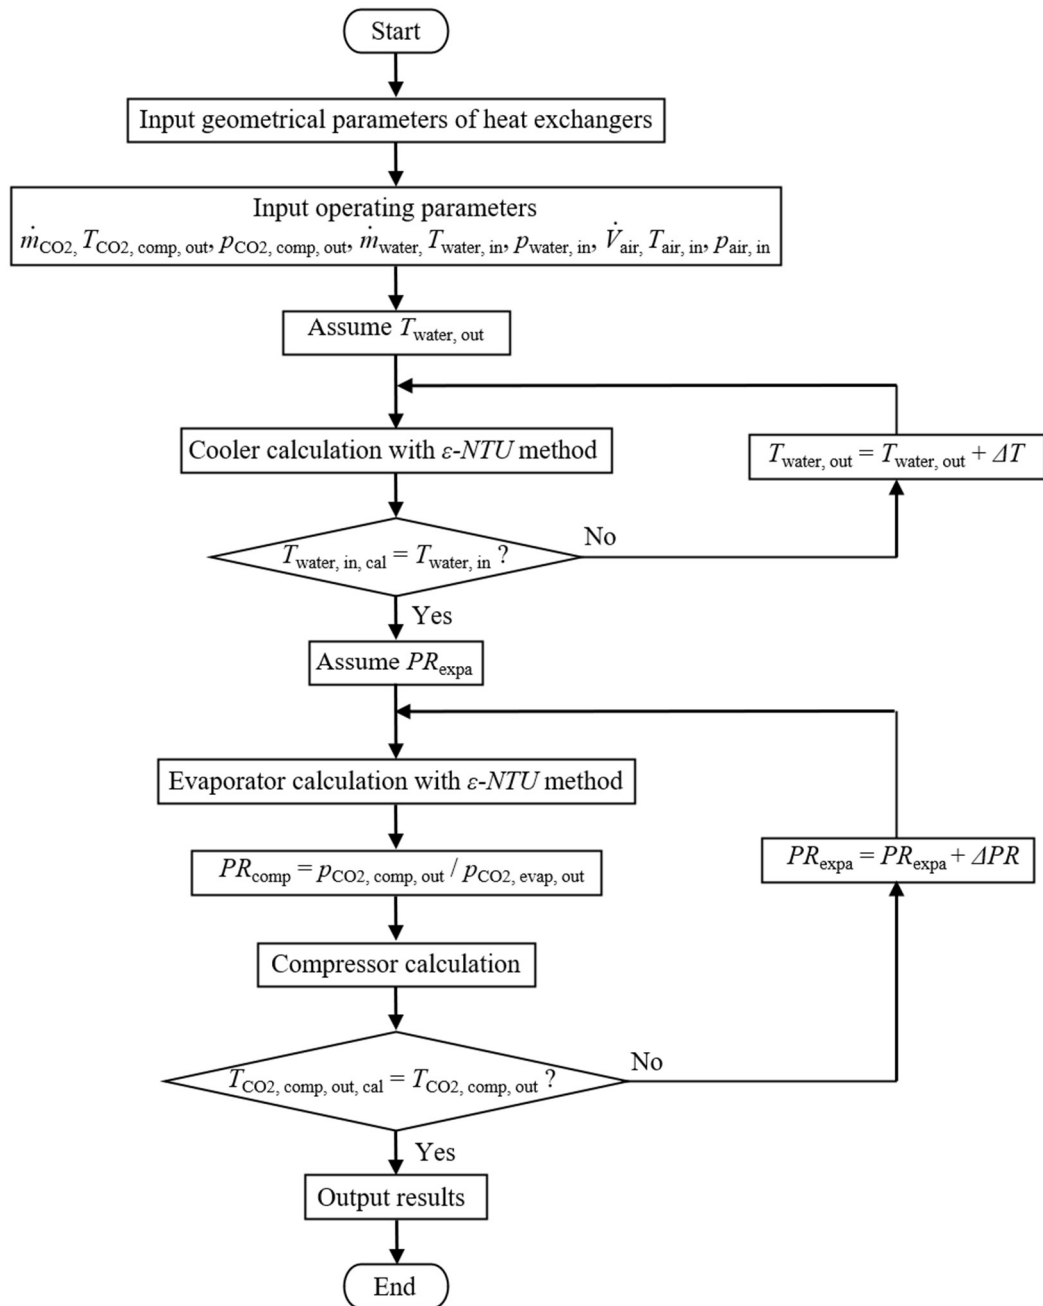 Start
Input geometrical parameters of heat exchangers
Input operating parameters
ṁCO2, TCO2, comp, out, pCO2, comp, out, ṁwater, Twater, in, pwater, in, V̇air, Tair, in, pair, in
Assume Twater, out
Cooler calculation with ε-NTU method
Twater, out = Twater, out + ΔT
Twater, in, cal = Twater, in ?
No
Yes
Assume PRexpa
Evaporator calculation with ε-NTU method
PRcomp = pCO2, comp, out / pCO2, evap, out
PRexpa = PRexpa + ΔPR
Compressor calculation
TCO2, comp, out, cal = TCO2, comp, out ?
No
Yes
Output results
End